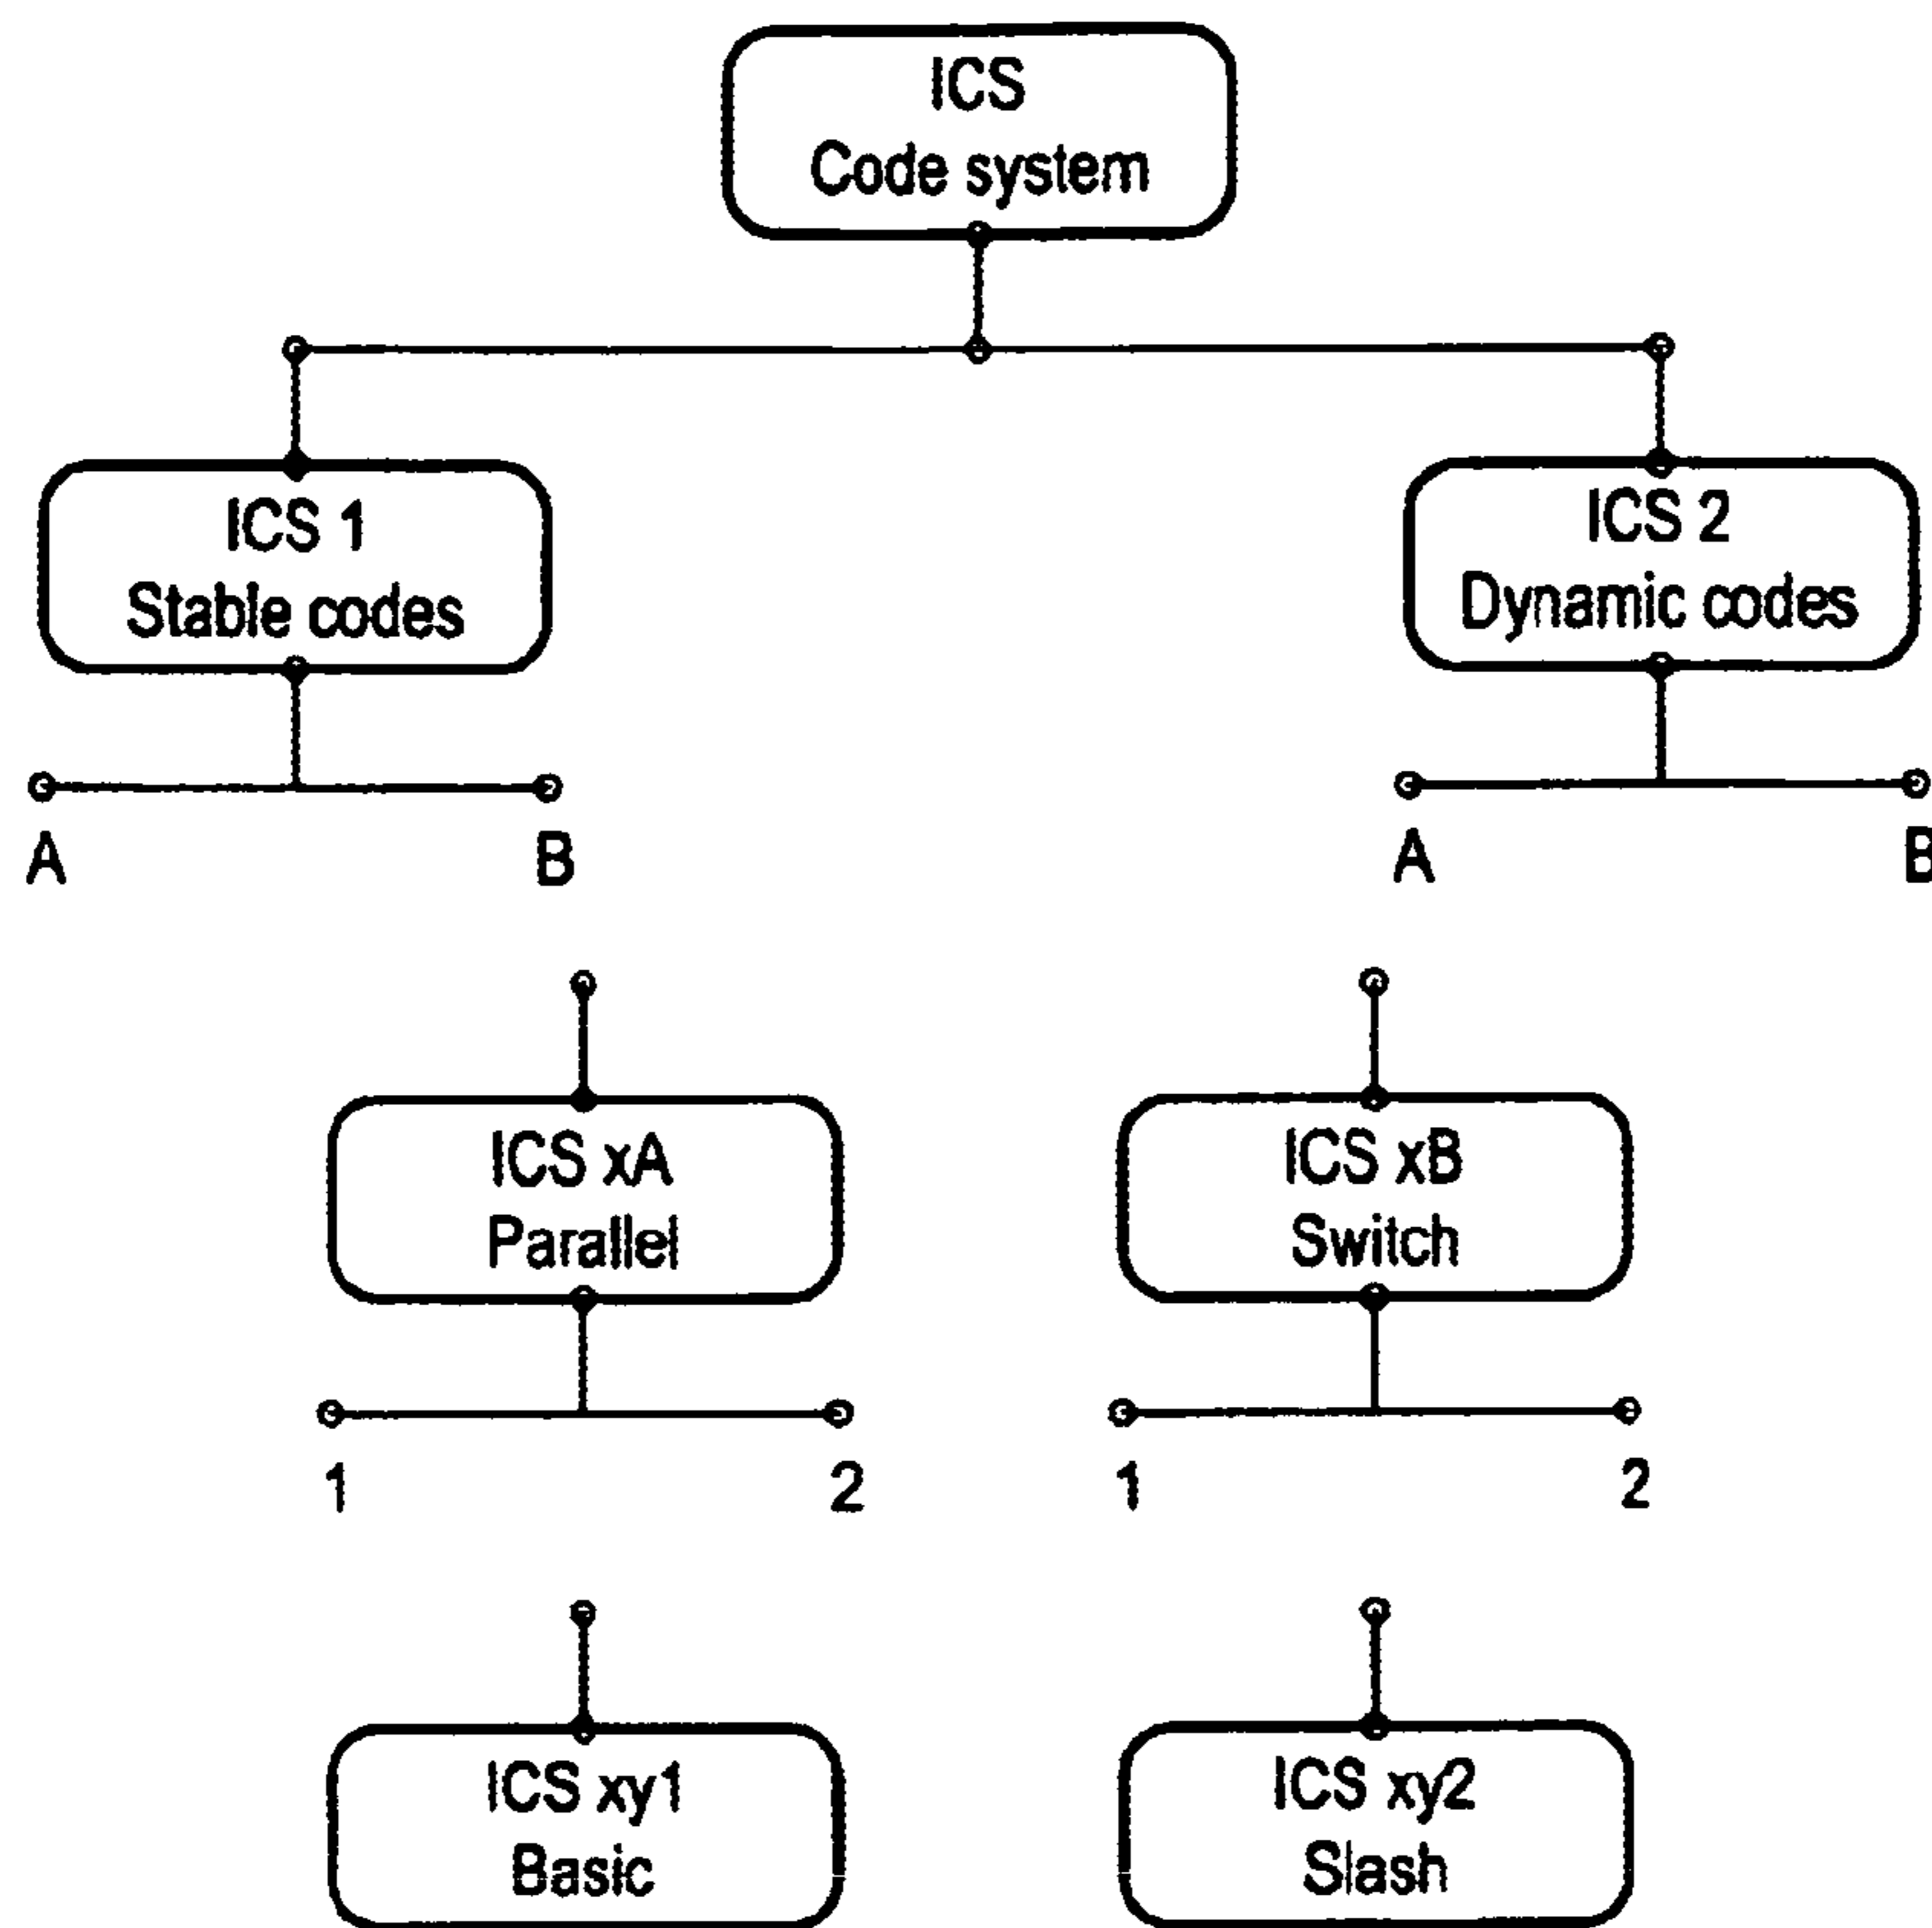 ICS
Code system
ICS 1
Stable codes
ICS 2
Dynamic codes
A
B
A
B
ICS xA
Parallel
ICS xB
Switch
1
2
1
2
ICS xy1
Basic
ICS xy2
Slash